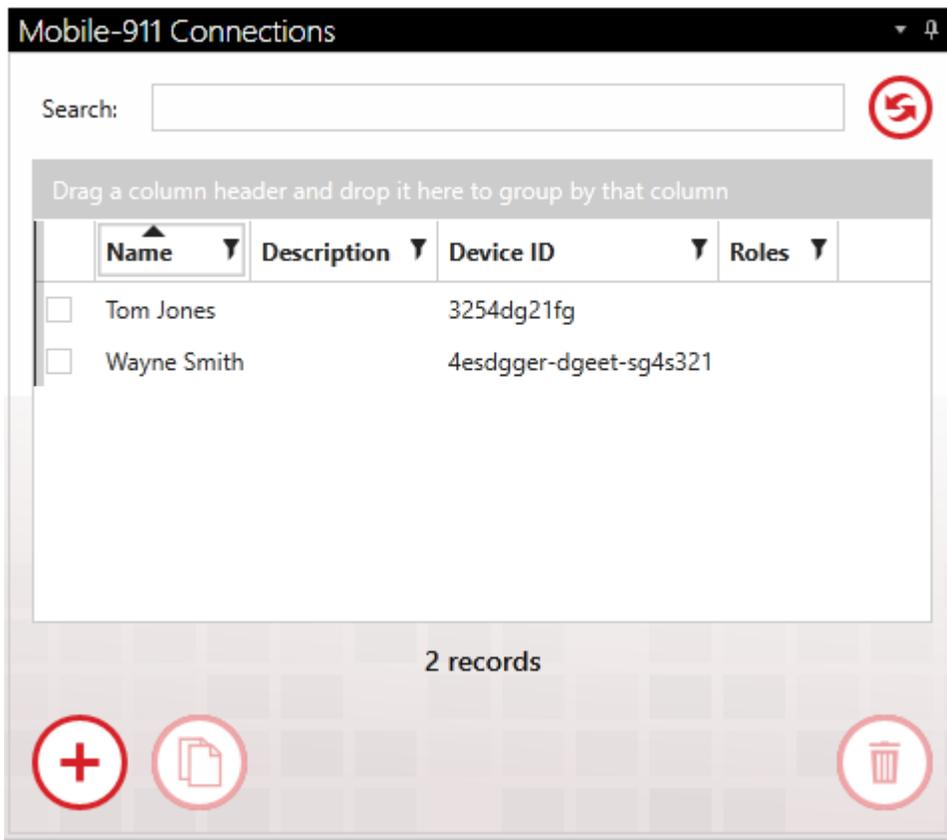 Mobile-911 Connections
Search:
Drag a column header and drop it here to group by that column
Name Description Device ID Roles
Tom Jones 3254dg21fg
Wayne Smith 4esdgger-dgeet-sg4s321
2 records